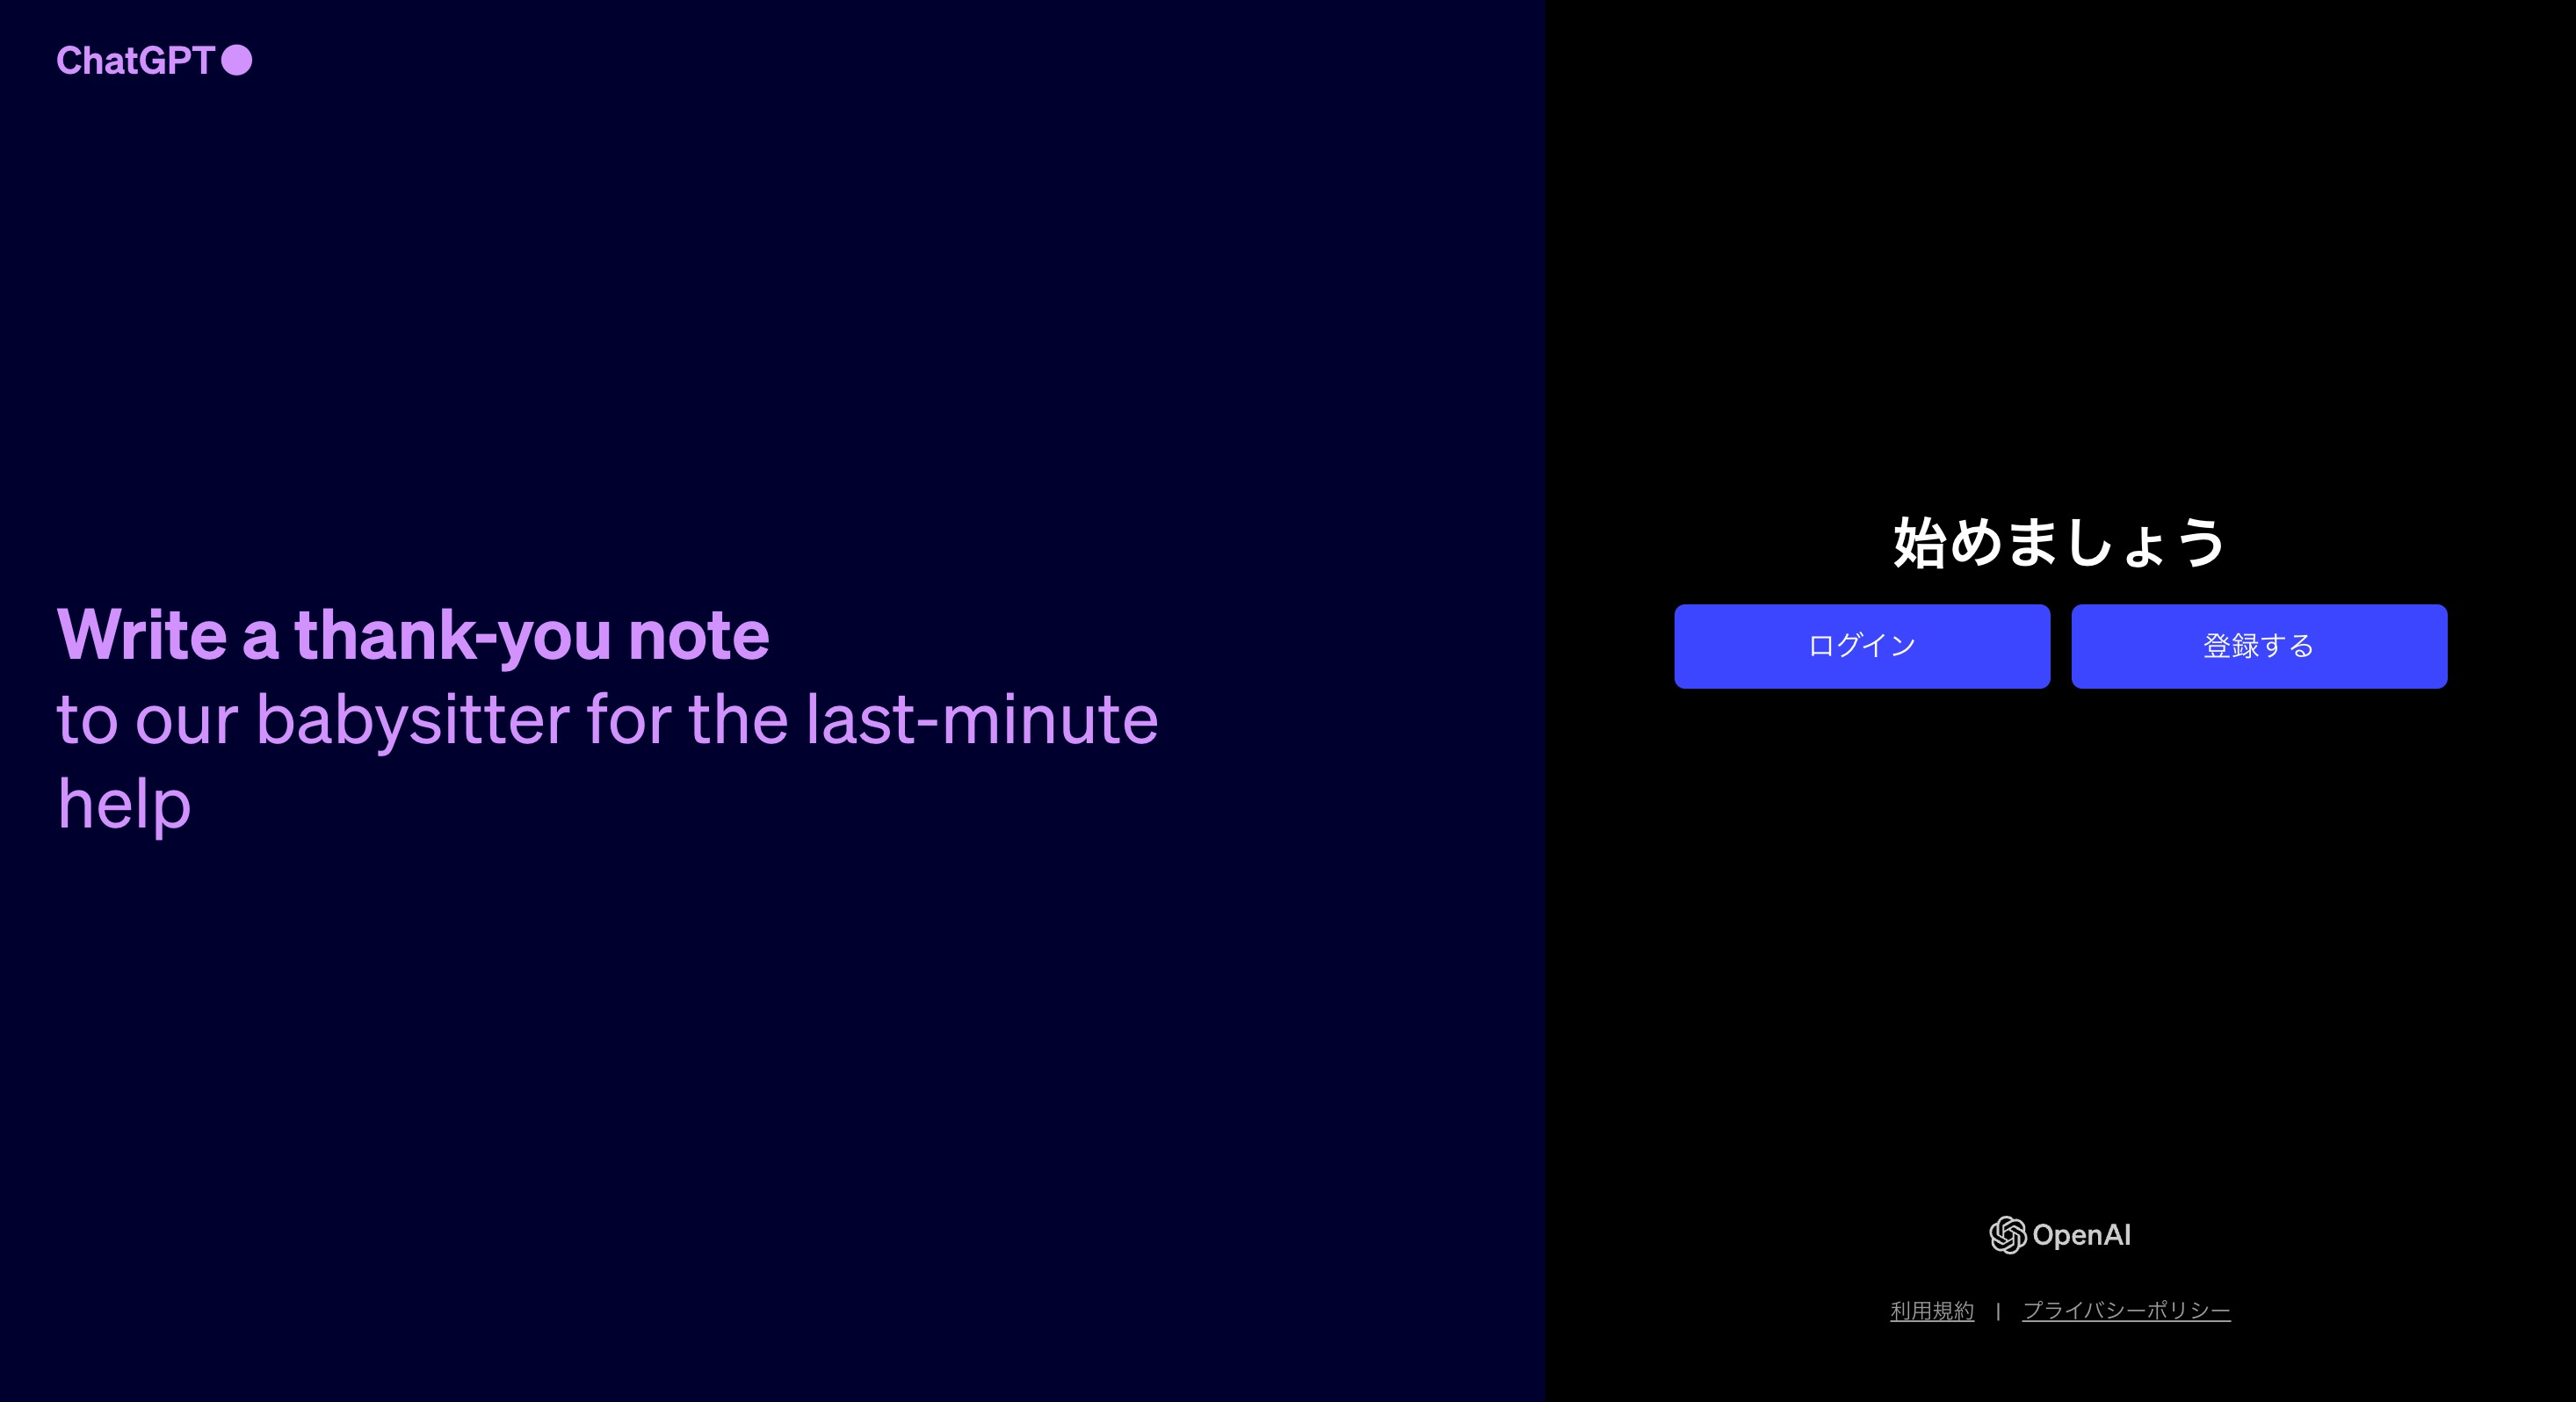 ChatGPT
Write a thank-you note
to our babysitter for the last-minute
help
始めましょう
ログイン
登録する
OpenAI
利用規約 | プライバシーポリシー